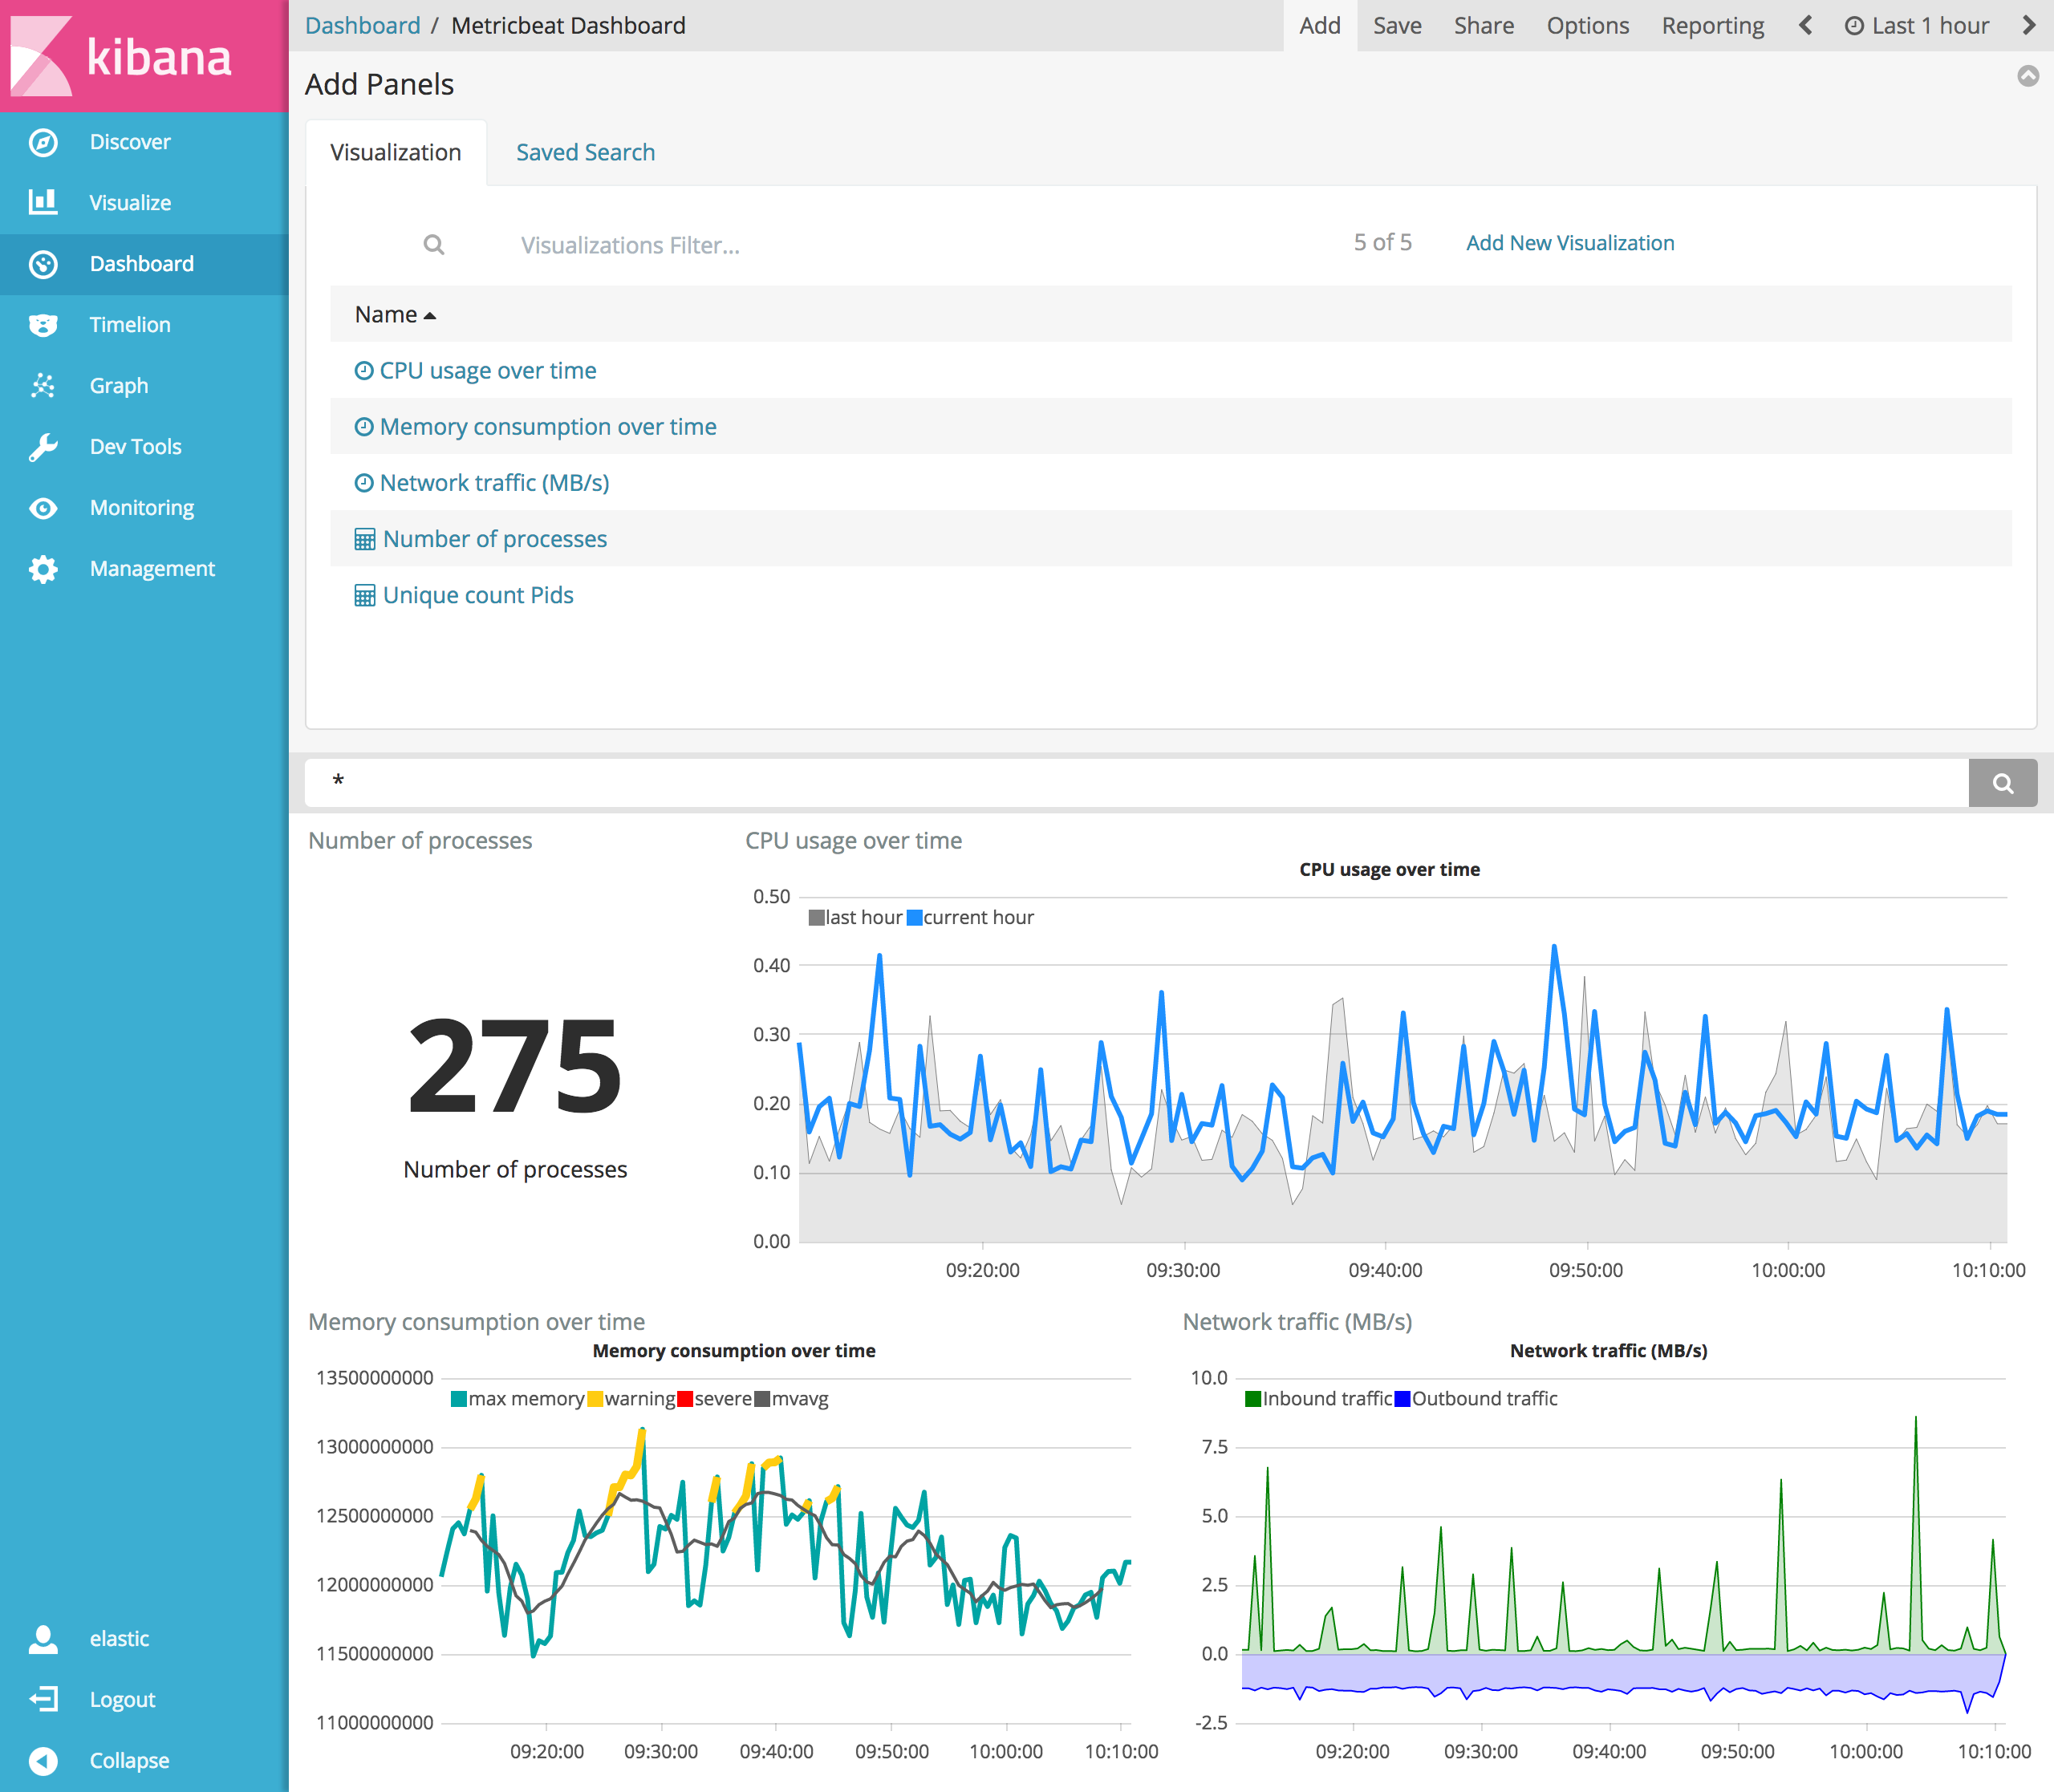 kibana
Discover
Visualize
Dashboard
Timelion
Graph
Dev Tools
Monitoring
Management
elastic
Logout
Collapse
Dashboard / Metricbeat Dashboard
Add Save Share Options Reporting Last 1 hour
Add Panels
Visualization Saved Search
Visualizations Filter... 5 of 5 Add New Visualization
Name
CPU usage over time
Memory consumption over time
Network traffic (MB/s)
Number of processes
Unique count Pids
*
Number of processes
275
Number of processes
CPU usage over time
CPU usage over time
last hour current hour
0.50
0.40
0.30
0.20
0.10
0.00
09:20:00 09:30:00 09:40:00 09:50:00 10:00:00 10:10:00
Memory consumption over time
Memory consumption over time
max memory warning severe mvavg
13500000000
13000000000
12500000000
12000000000
11500000000
11000000000
09:20:00 09:30:00 09:40:00 09:50:00 10:00:00 10:10:00
Network traffic (MB/s)
Network traffic (MB/s)
Inbound traffic Outbound traffic
10.0
7.5
5.0
2.5
0.0
-2.5
09:20:00 09:30:00 09:40:00 09:50:00 10:00:00 10:10:00